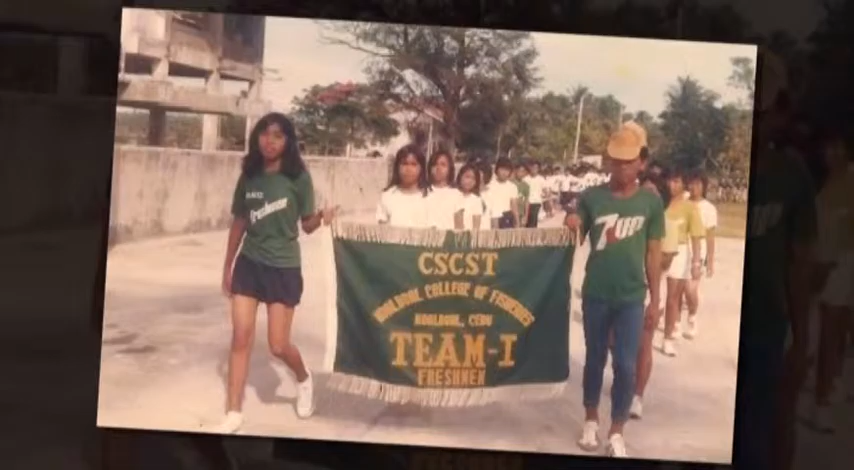 Freshmen
7UP
CSCST
MOALBOAL COLLEGE OF FISHERIES
MOALBOAL, CEBU
TEAM-I
FRESHMEN